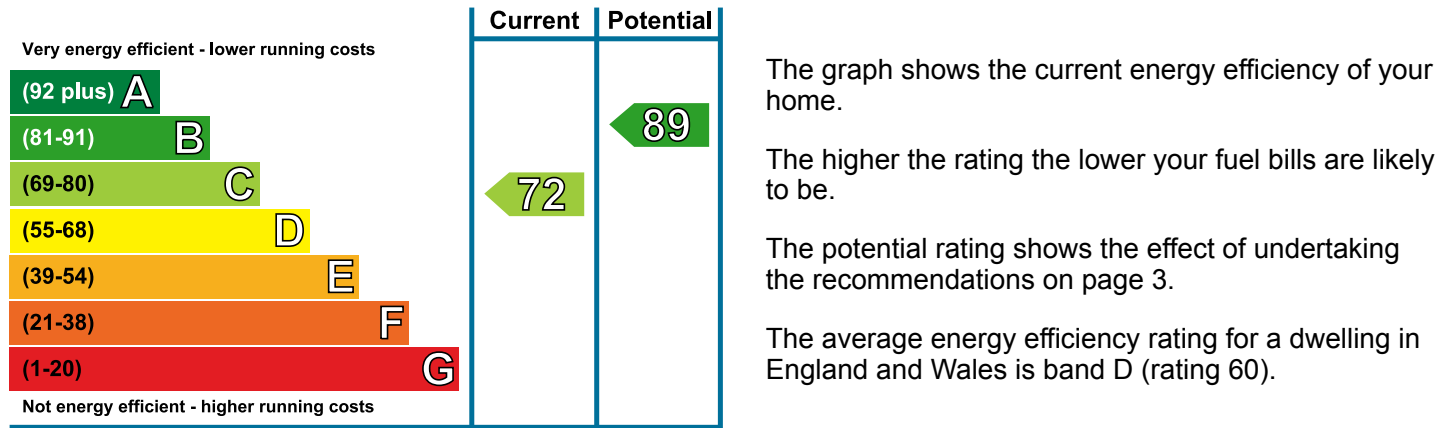 Current Potential
Very energy efficient - lower running costs
(92 plus) A
(81-91) B
(69-80) C
(55-68) D
(39-54) E
(21-38) F
(1-20) G
Not energy efficient - higher running costs
72
89
The graph shows the current energy efficiency of your
home.
The higher the rating the lower your fuel bills are likely
to be.
The potential rating shows the effect of undertaking
the recommendations on page 3.
The average energy efficiency rating for a dwelling in
England and Wales is band D (rating 60).